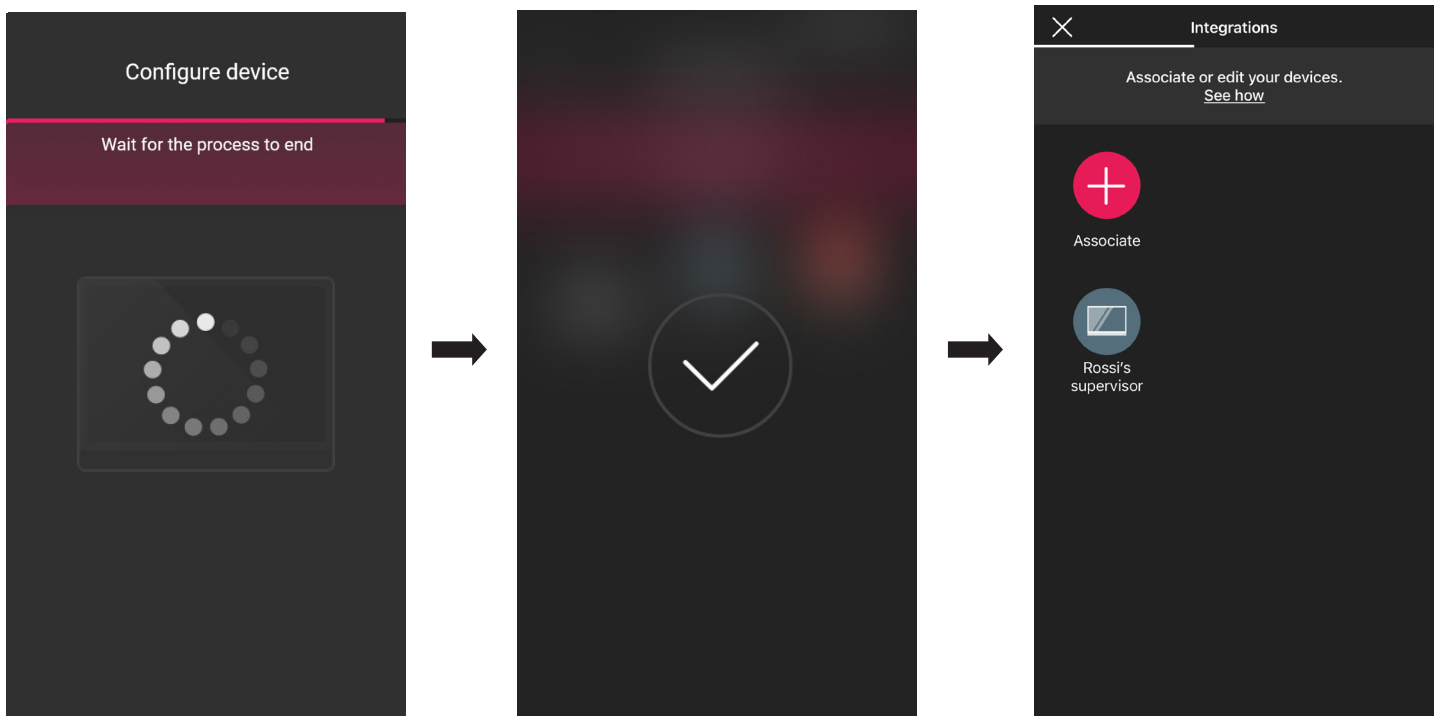 Configure device
Wait for the process to end
Integrations
Associate or edit your devices.
See how
Associate
Rossi's
supervisor